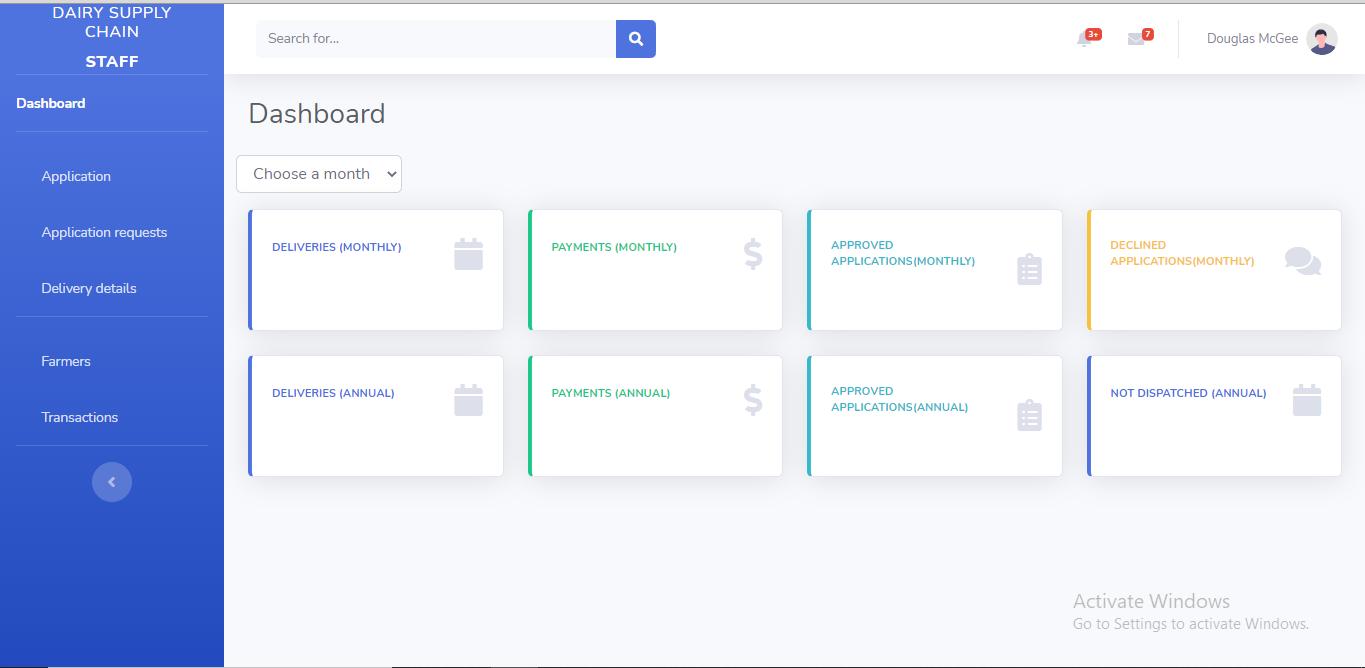 DAIRY SUPPLY
CHAIN
STAFF
Dashboard
Application
Application requests
Delivery details
Farmers
Transactions
Search for...
3+
7
Douglas McGee
Dashboard
Choose a month
DELIVERIES (MONTHLY)
PAYMENTS (MONTHLY)
APPROVED
APPLICATIONS(MONTHLY)
DECLINED
APPLICATIONS(MONTHLY)
DELIVERIES (ANNUAL)
PAYMENTS (ANNUAL)
APPROVED
APPLICATIONS(ANNUAL)
NOT DISPATCHED (ANNUAL)
Activate Windows
Go to Settings to activate Windows.